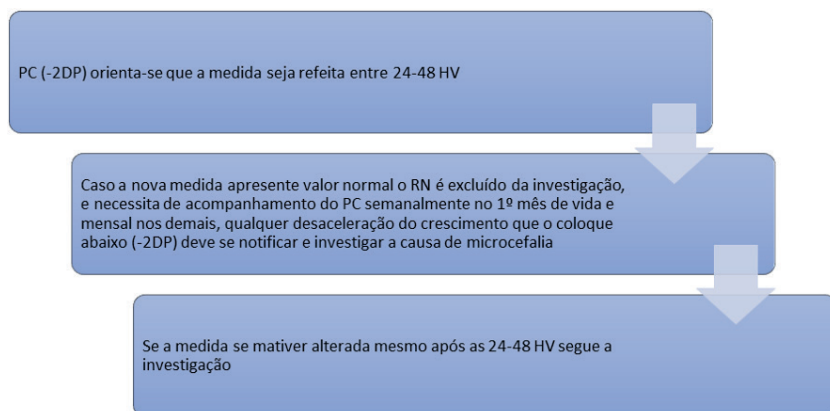 PC (-2DP) orienta-se que a medida seja refeita entre 24-48 HV
Caso a nova medida apresente valor normal o RN é excluído da investigação,
e necessita de acompanhamento do PC semanalmente no 1º mês de vida e
mensal nos demais, qualquer desaceleração do crescimento que o coloque
abaixo (-2DP) deve se notificar e investigar a causa de microcefalia
Se a medida se mativer alterada mesmo após as 24-48 HV segue a
investigação